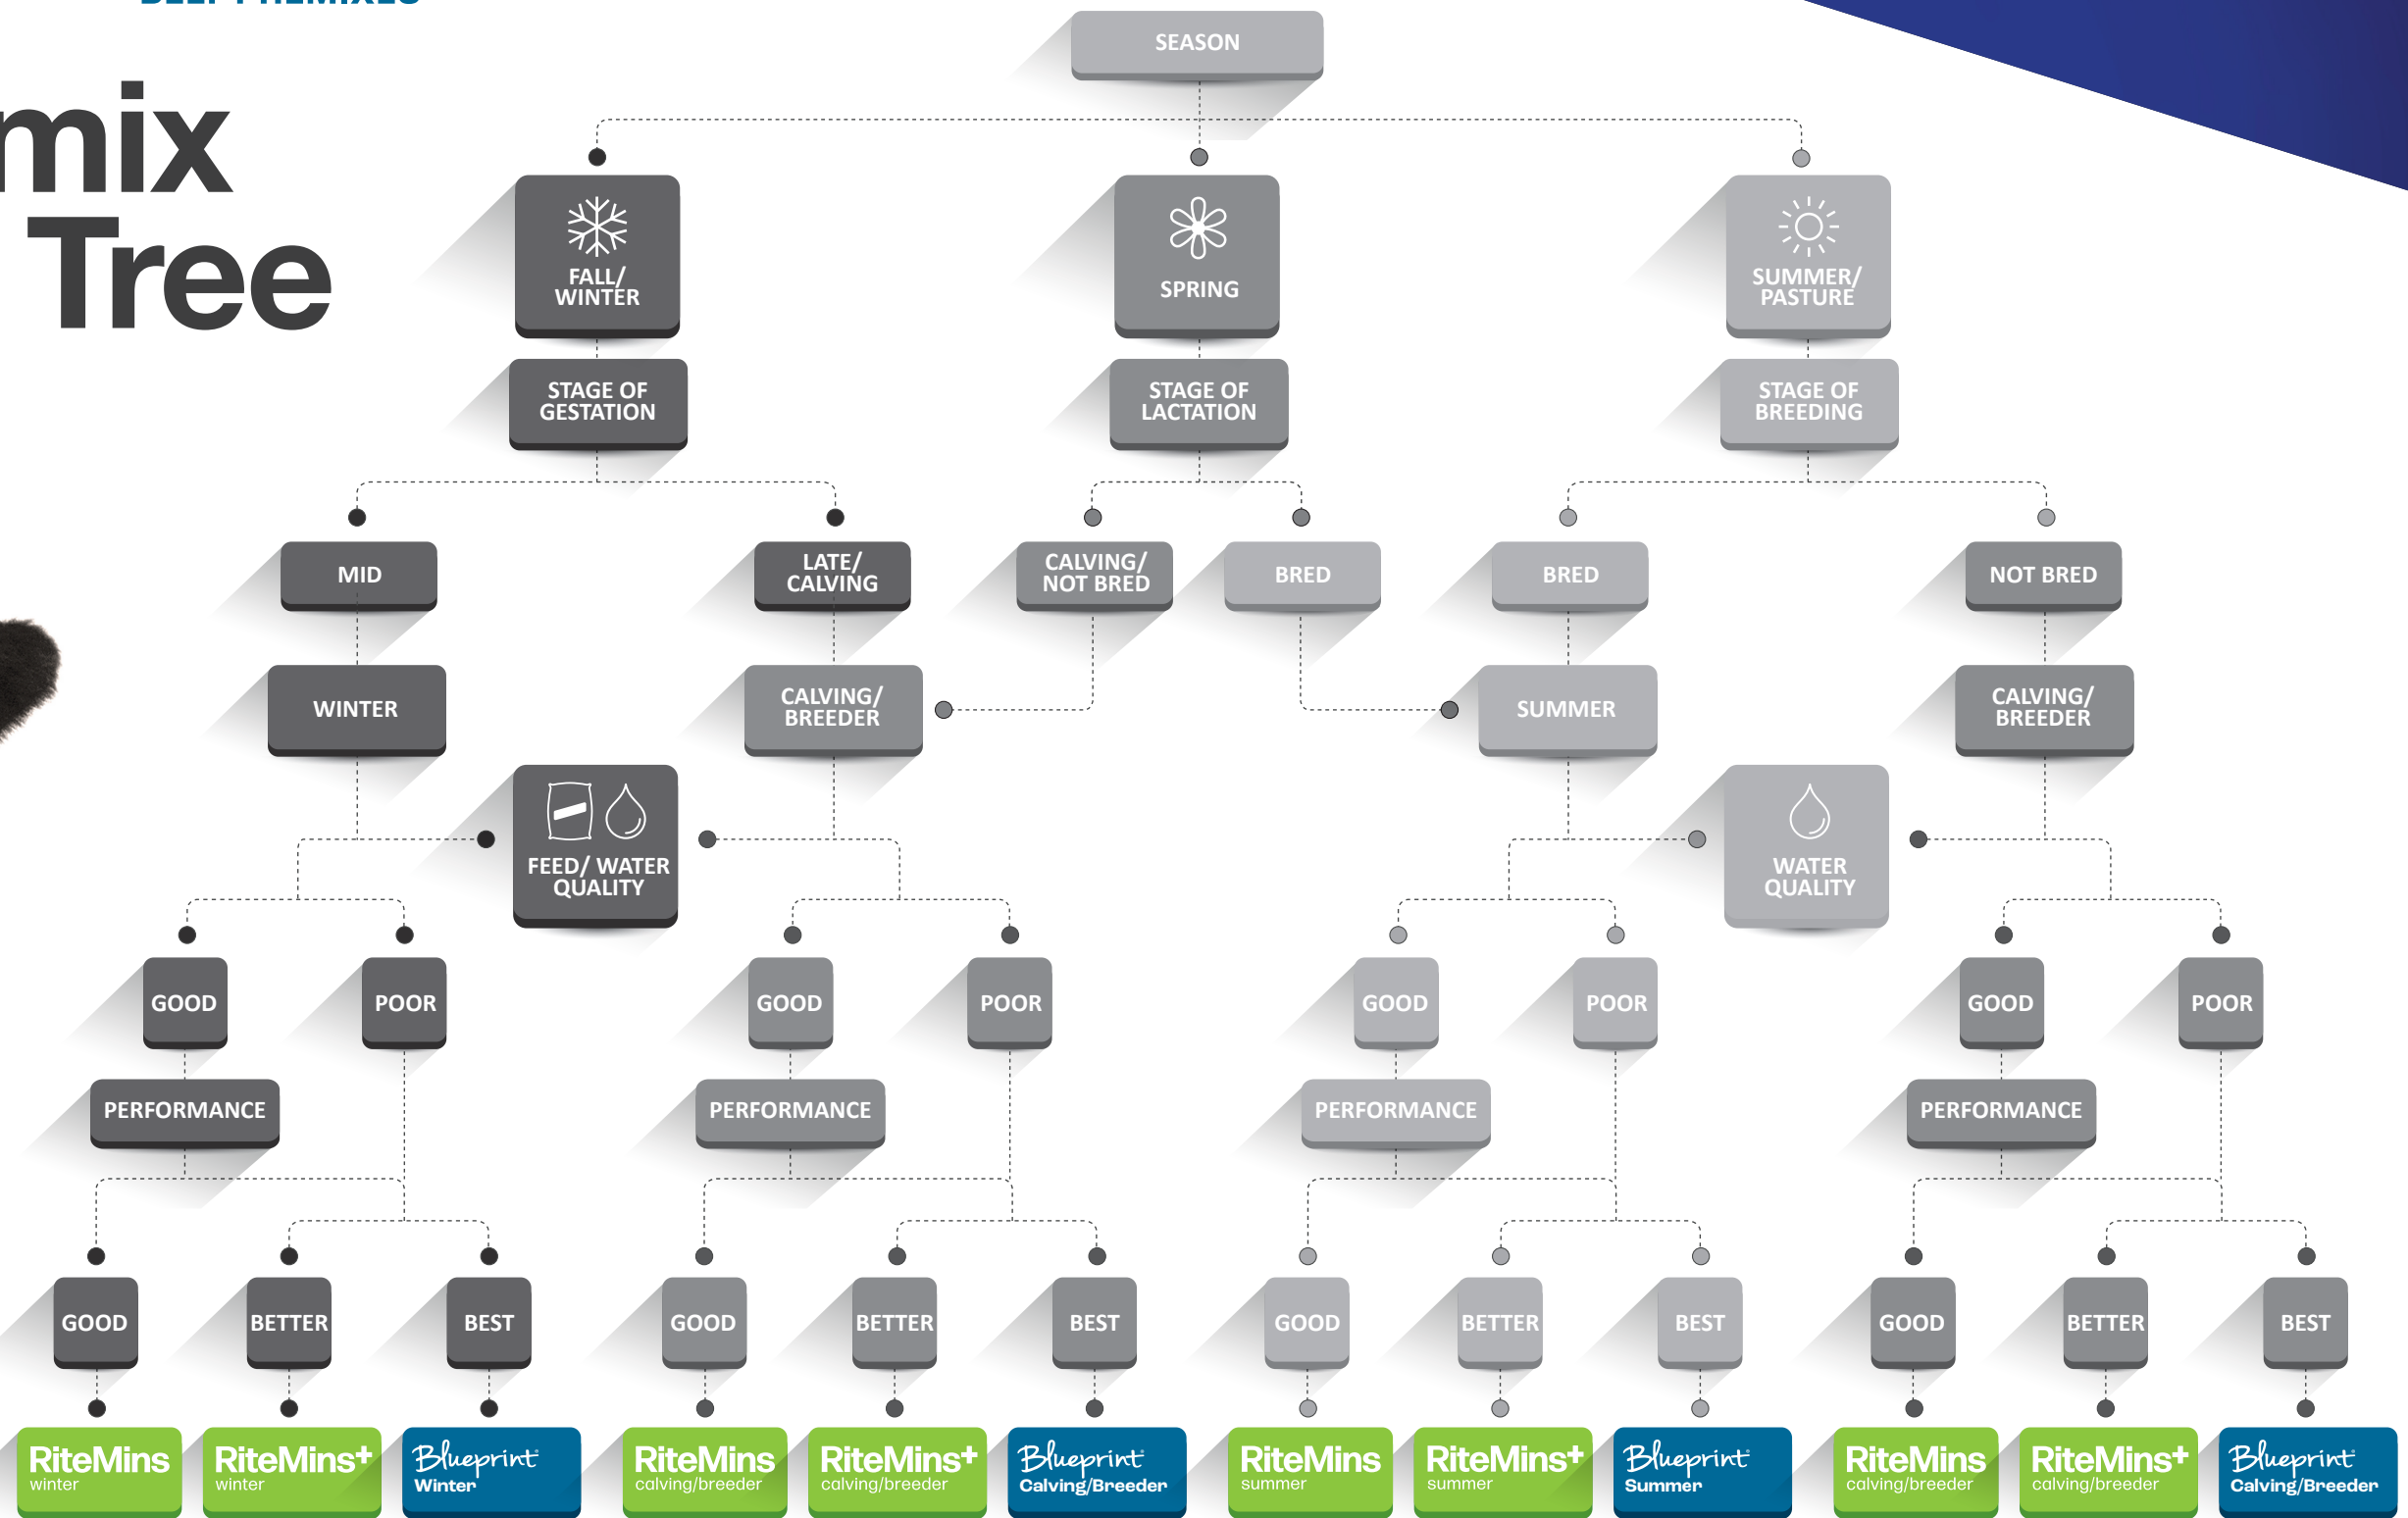 BEEF PREMIXES
mix
Tree
SEASON
FALL/
WINTER
SPRING
SUMMER/
PASTURE
STAGE OF
GESTATION
STAGE OF
LACTATION
STAGE OF
BREEDING
MID
LATE/
CALVING
CALVING/
NOT BRED
BRED
BRED
NOT BRED
WINTER
CALVING/
BREEDER
SUMMER
CALVING/
BREEDER
FEED/ WATER
QUALITY
WATER
QUALITY
GOOD
POOR
GOOD
POOR
GOOD
POOR
GOOD
POOR
PERFORMANCE
PERFORMANCE
PERFORMANCE
PERFORMANCE
GOOD
BETTER
BEST
GOOD
BETTER
BEST
GOOD
BETTER
BEST
GOOD
BETTER
BEST
RiteMins
winter
RiteMins+
winter
Blueprint
Winter
RiteMins
calving/breeder
RiteMins+
calving/breeder
Blueprint
Calving/Breeder
RiteMins
summer
RiteMins+
summer
Blueprint
Summer
RiteMins
calving/breeder
RiteMins+
calving/breeder
Blueprint
Calving/Breeder